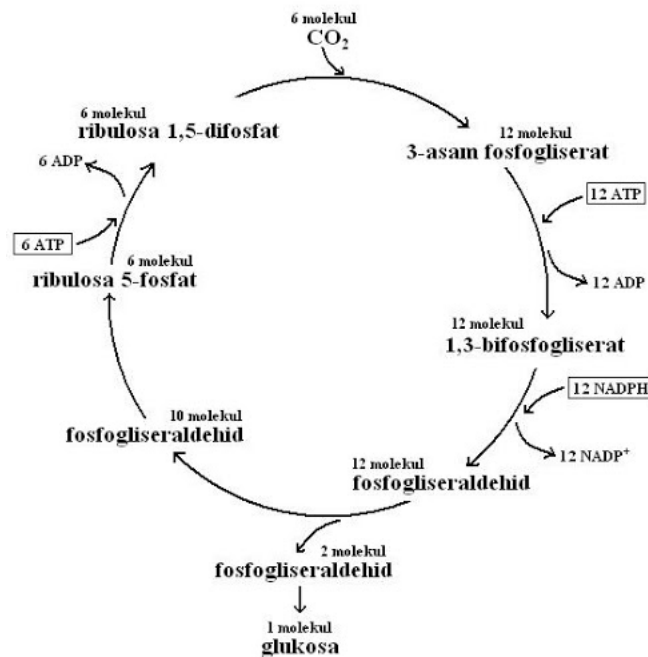 6 molekul
CO₂
6 molekul
ribulosa 1,5-difosfat
12 molekul
3-asam fosfogliserat
6 ADP
12 ATP
6 ATP
6 molekul
ribulosa 5-fosfat
12 ADP
12 molekul
1,3-bifosfogliserat
12 NADPH
10 molekul
fosfogliseraldehid
12 NADP⁺
12 molekul
fosfogliseraldehid
2 molekul
fosfogliseraldehid
1 molekul
glukosa